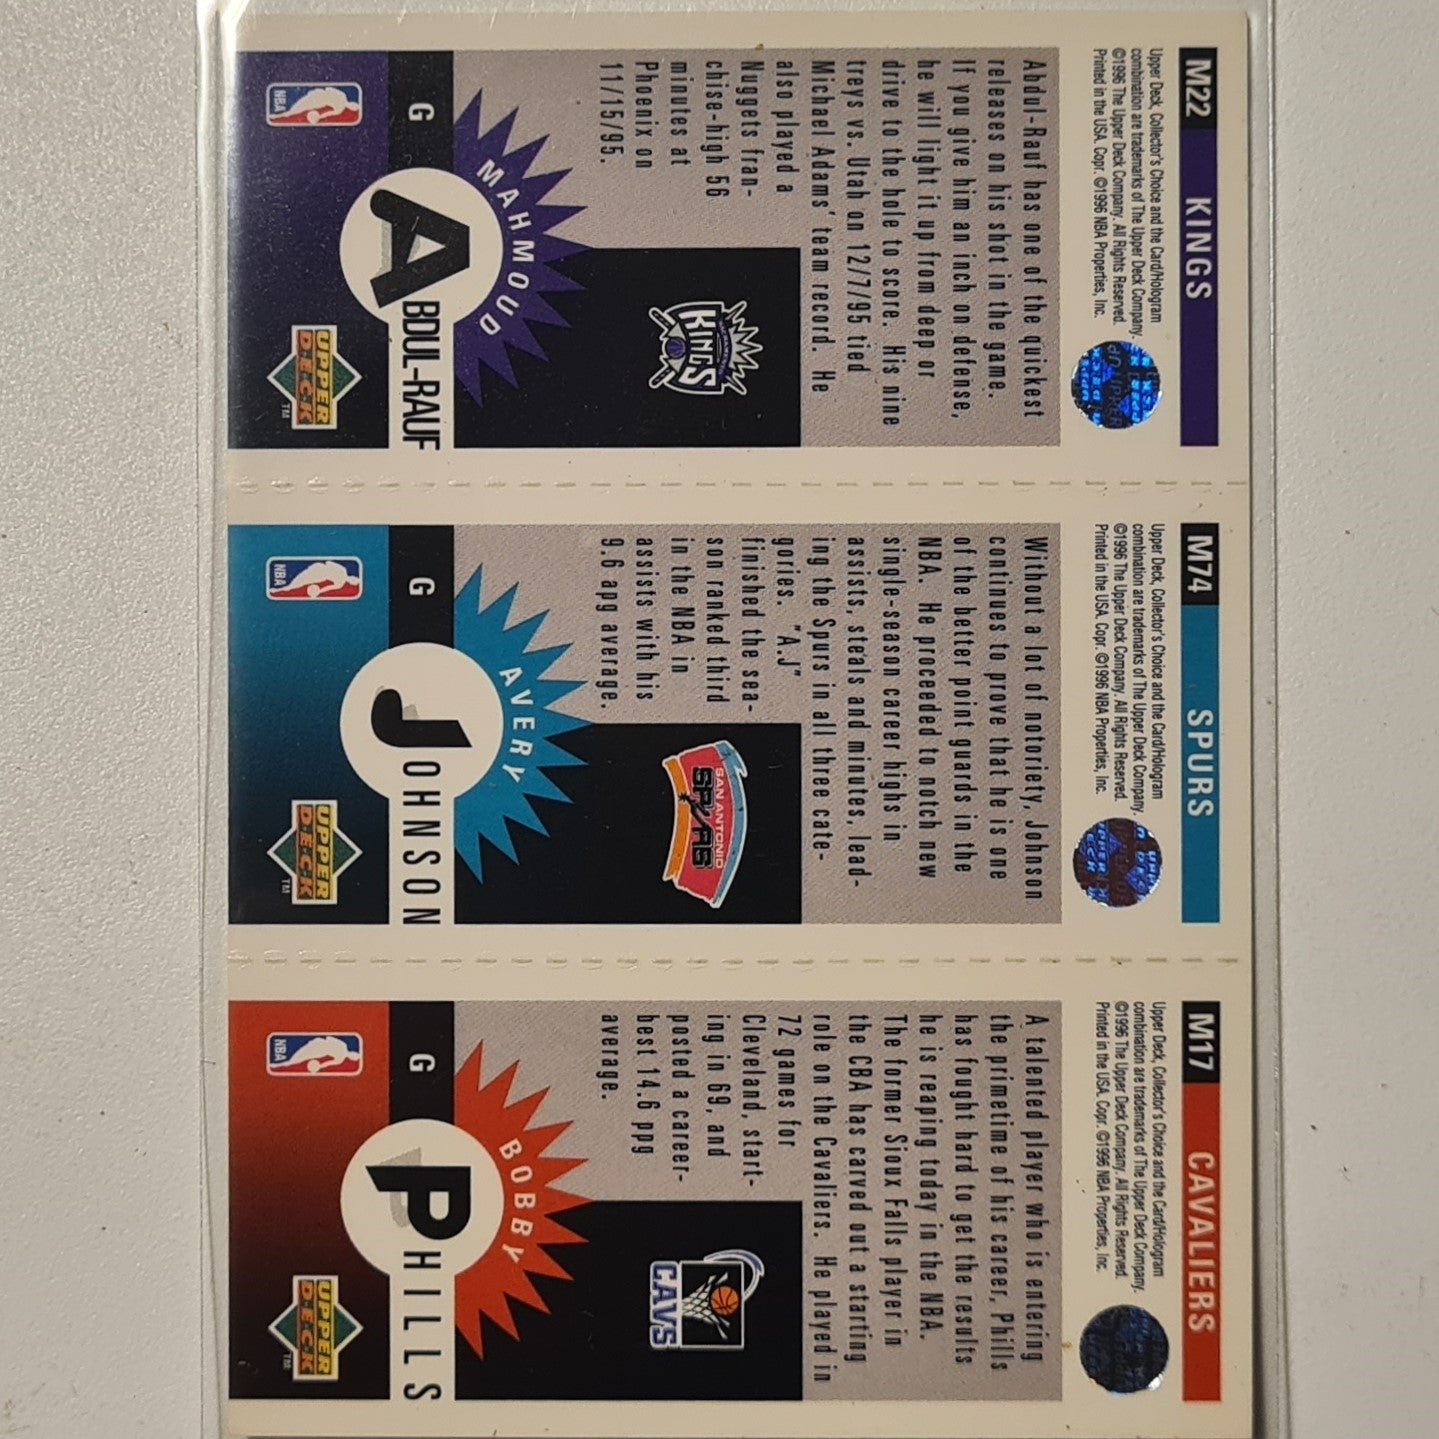 M22 KINGS
Upper Deck, Collector's Choice and the Card/Hologram
combination are trademarks of The Upper Deck Company.
©1996 The Upper Deck Company. All Rights Reserved.
Printed in the USA. Copr. ©1996 NBA Properties, Inc.
Abdul-Rauf has one of the quickest
releases on his shot in the game.
If you give him an inch on defense,
he will light it up from deep or
drive to the hole to score. His nine
treys vs. Utah on 12/7/95 tied
Michael Adams' team record. He
also played a
Nuggets fran-
chise-high 56
minutes at
Phoenix on
11/15/95.
KINGS
MAHMOUD
G ABDUL-RAUF
NBA
UPPER
DECK
TM
M74 SPURS
Upper Deck, Collector's Choice and the Card/Hologram
combination are trademarks of The Upper Deck Company.
©1996 The Upper Deck Company. All Rights Reserved.
Printed in the USA. Copr. ©1996 NBA Properties, Inc.
Without a lot of notoriety, Johnson
continues to prove that he is one
of the better point guards in the
NBA. He proceeded to notch new
single-season career highs in
assists, steals and minutes, lead-
ing the Spurs in all three cate-
gories. "A.J"
finished the sea-
son ranked third
in the NBA in
assists with his
9.6 apg average.
SAN ANTONIO
SPURS
AVERY
G JOHNSON
NBA
UPPER
DECK
TM
M17 CAVALIERS
Upper Deck, Collector's Choice and the Card/Hologram
combination are trademarks of The Upper Deck Company.
©1996 The Upper Deck Company. All Rights Reserved.
Printed in the USA. Copr. ©1996 NBA Properties, Inc.
A talented player who is entering
the primetime of his career, Phills
has fought hard to get the results
he is reaping today in the NBA.
The former Sioux Falls player in
the CBA has carved out a starting
role on the Cavaliers. He played in
72 games for
Cleveland, start-
ing in 69, and
posted a career-
best 14.6 ppg
average.
CAVS
BOBBY
G PHILLS
NBA
UPPER
DECK
TM